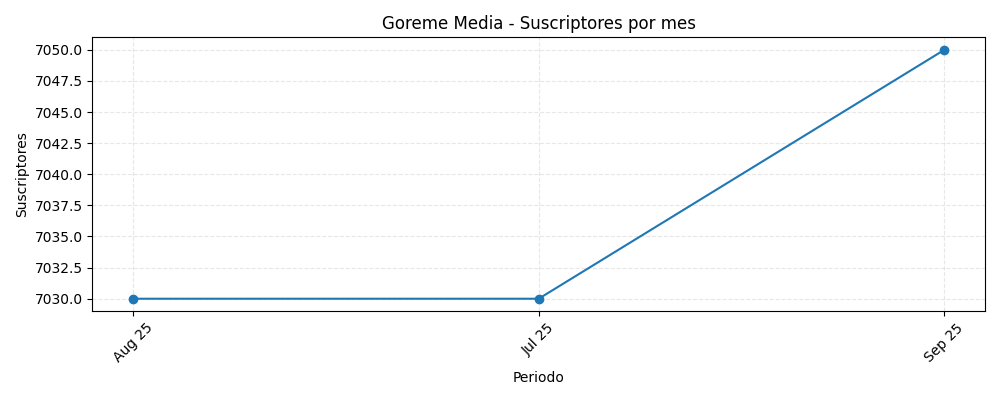 Goreme Media - Suscriptores por mes
Suscriptores
7050.0
7047.5
7045.0
7042.5
7040.0
7037.5
7035.0
7032.5
7030.0
Aug 25
Jul 25
Sep 25
Periodo